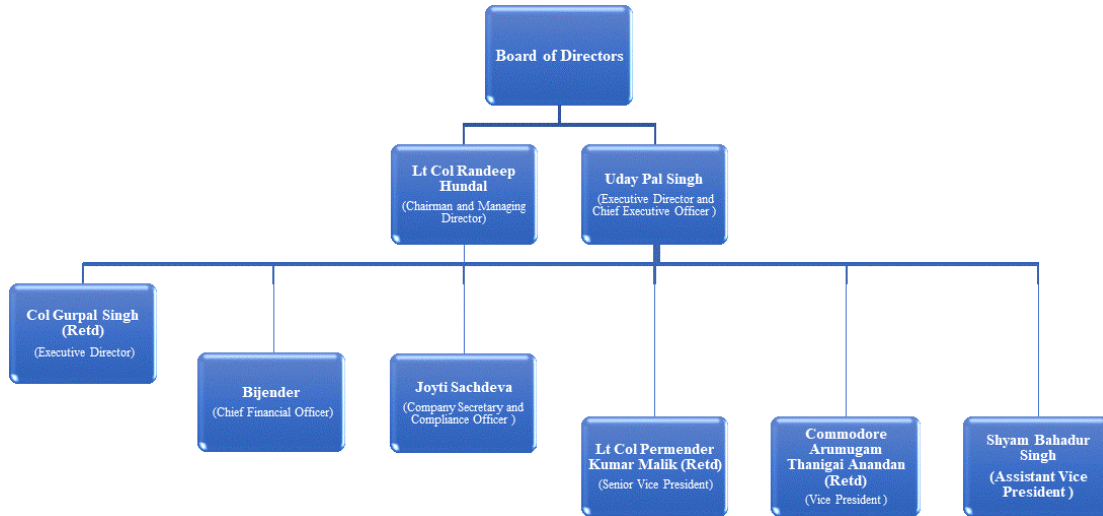 Board of Directors
Lt Col Randeep
Hundal
(Chairman and Managing
Director)
Uday Pal Singh
(Executive Director and
Chief Executive Officer )
Col Gurpal Singh
(Retd)
(Executive Director)
Bijender
(Chief Financial Officer)
Joyti Sachdeva
(Company Secretary and
Compliance Officer )
Lt Col Permender
Kumar Malik (Retd)
(Senior Vice President)
Commodore
Arumugam
Thanigai Anandan
(Retd)
(Vice President )
Shyam Bahadur
Singh
(Assistant Vice
President )